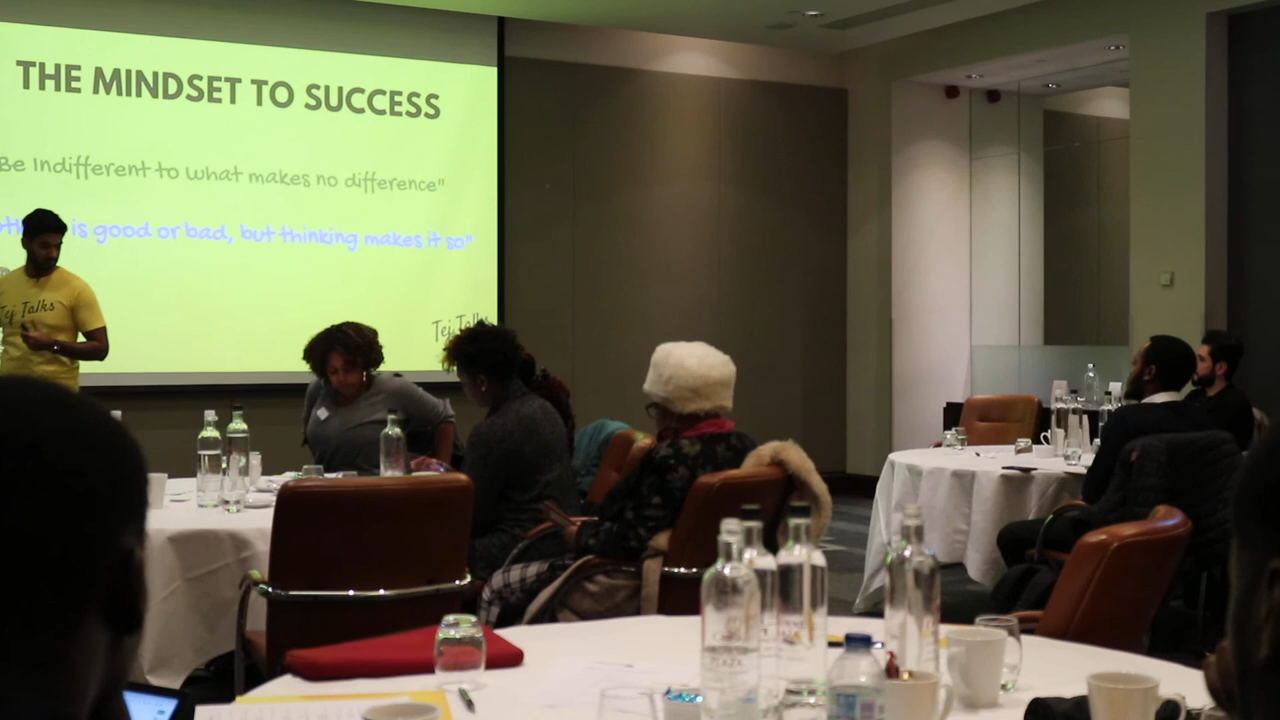 THE MINDSET TO SUCCESS
Be Indifferent to what makes no difference"
is good or bad, but thinking makes it so"
Tej Talks
Tej Talks
PLAZA